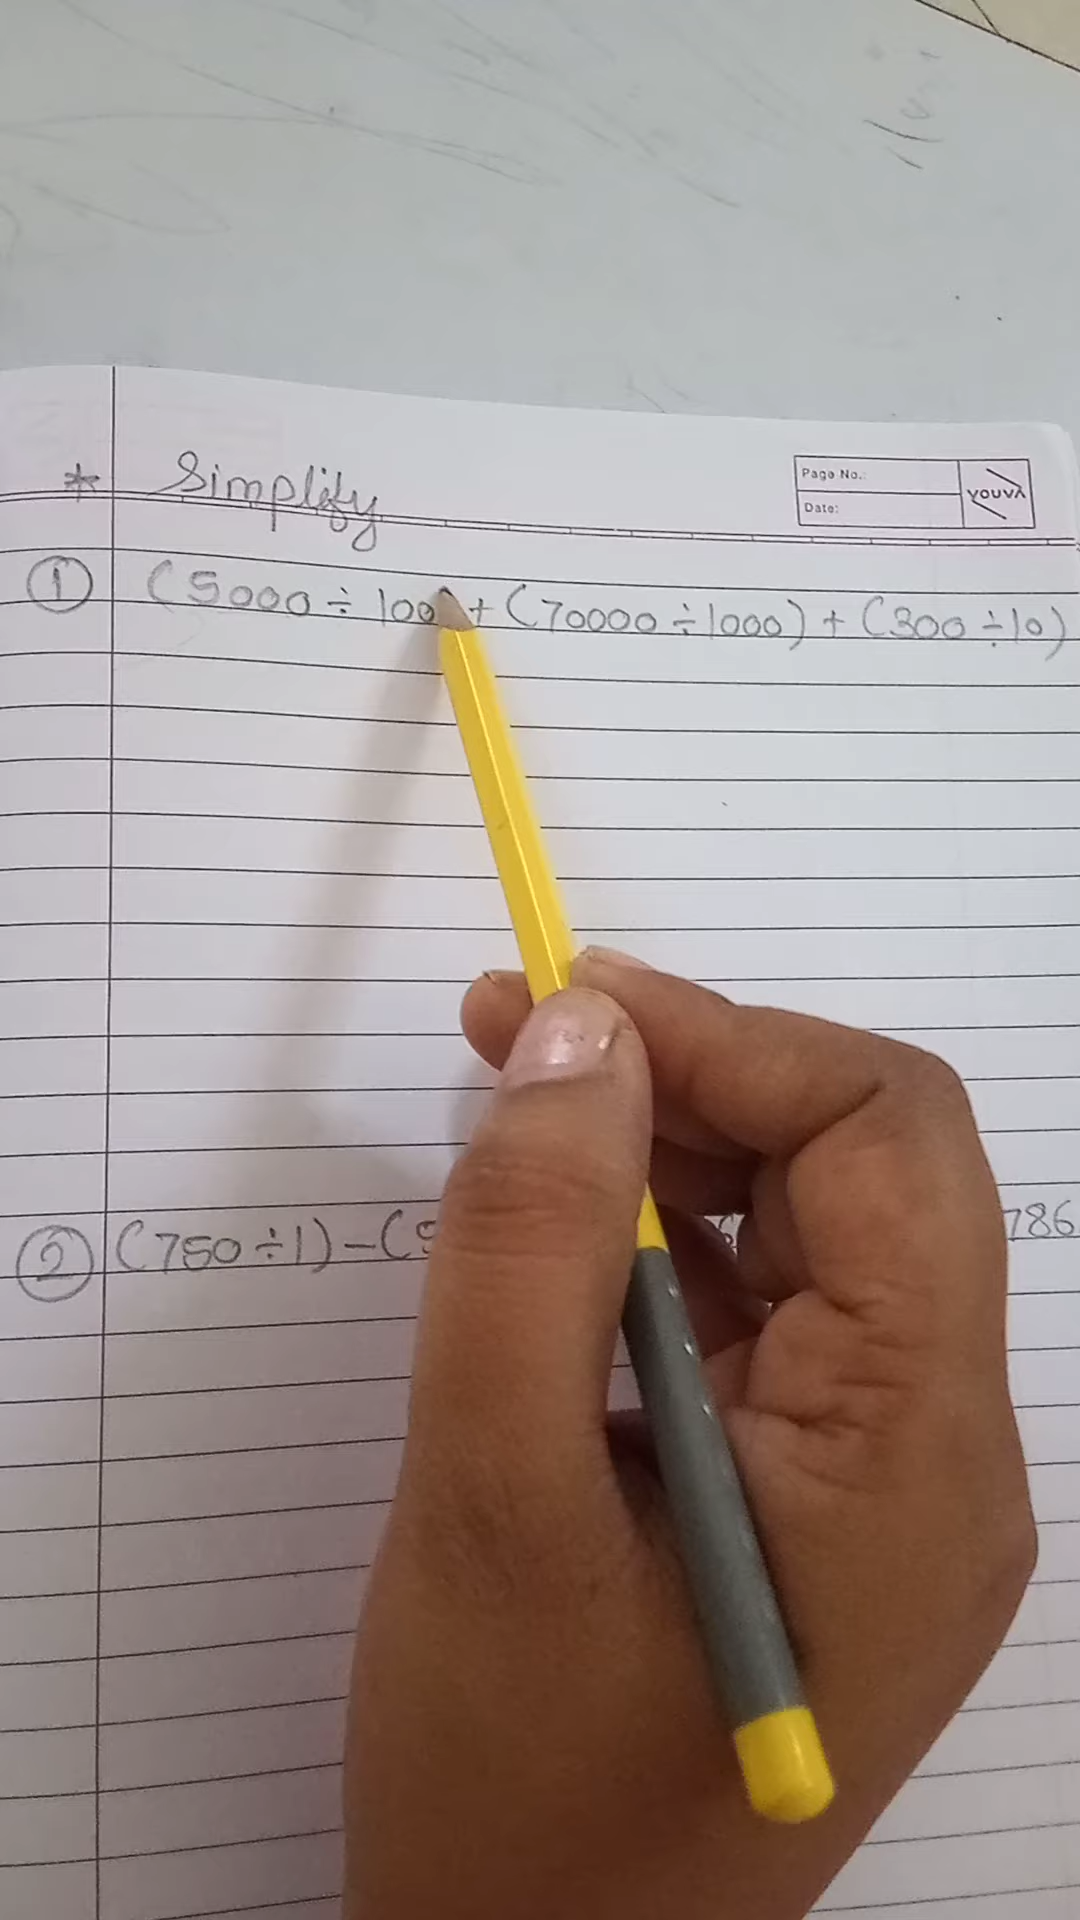 Page No.:
Date:
YOUVA
* Simplify
① (5000 ÷ 100) + (70000 ÷ 1000) + (300 ÷ 10)
② (750 ÷ 1) - ( 786